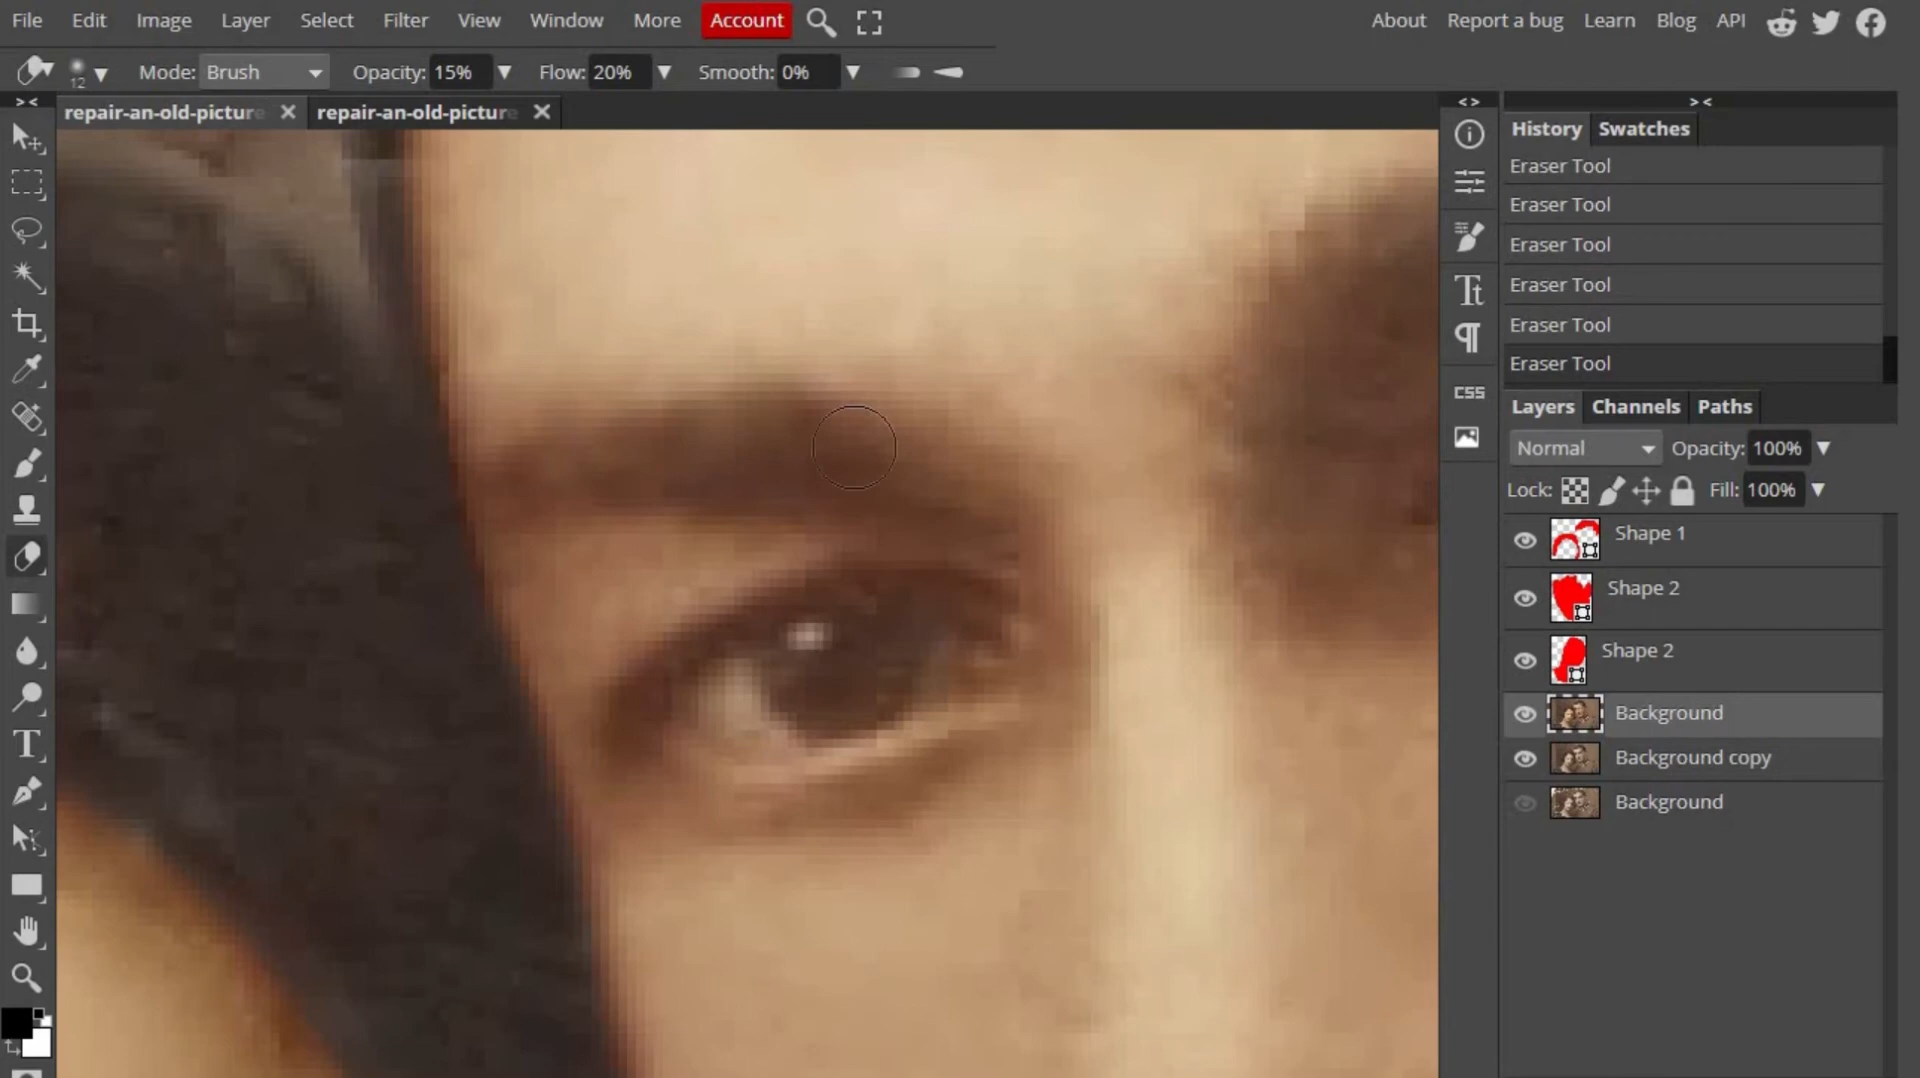 File Edit Image Layer Select Filter View Window More Account About Report a bug Learn Blog API
12 Mode: Brush Opacity: 15% Flow: 20% Smooth: 0%
repair-an-old-picture repair-an-old-picture
History Swatches
Eraser Tool
Eraser Tool
Eraser Tool
Eraser Tool
Eraser Tool
Eraser Tool
CSS
Layers Channels Paths
Normal Opacity: 100%
Lock: Fill: 100%
Shape 1
Shape 2
Shape 2
Background
Background copy
Background